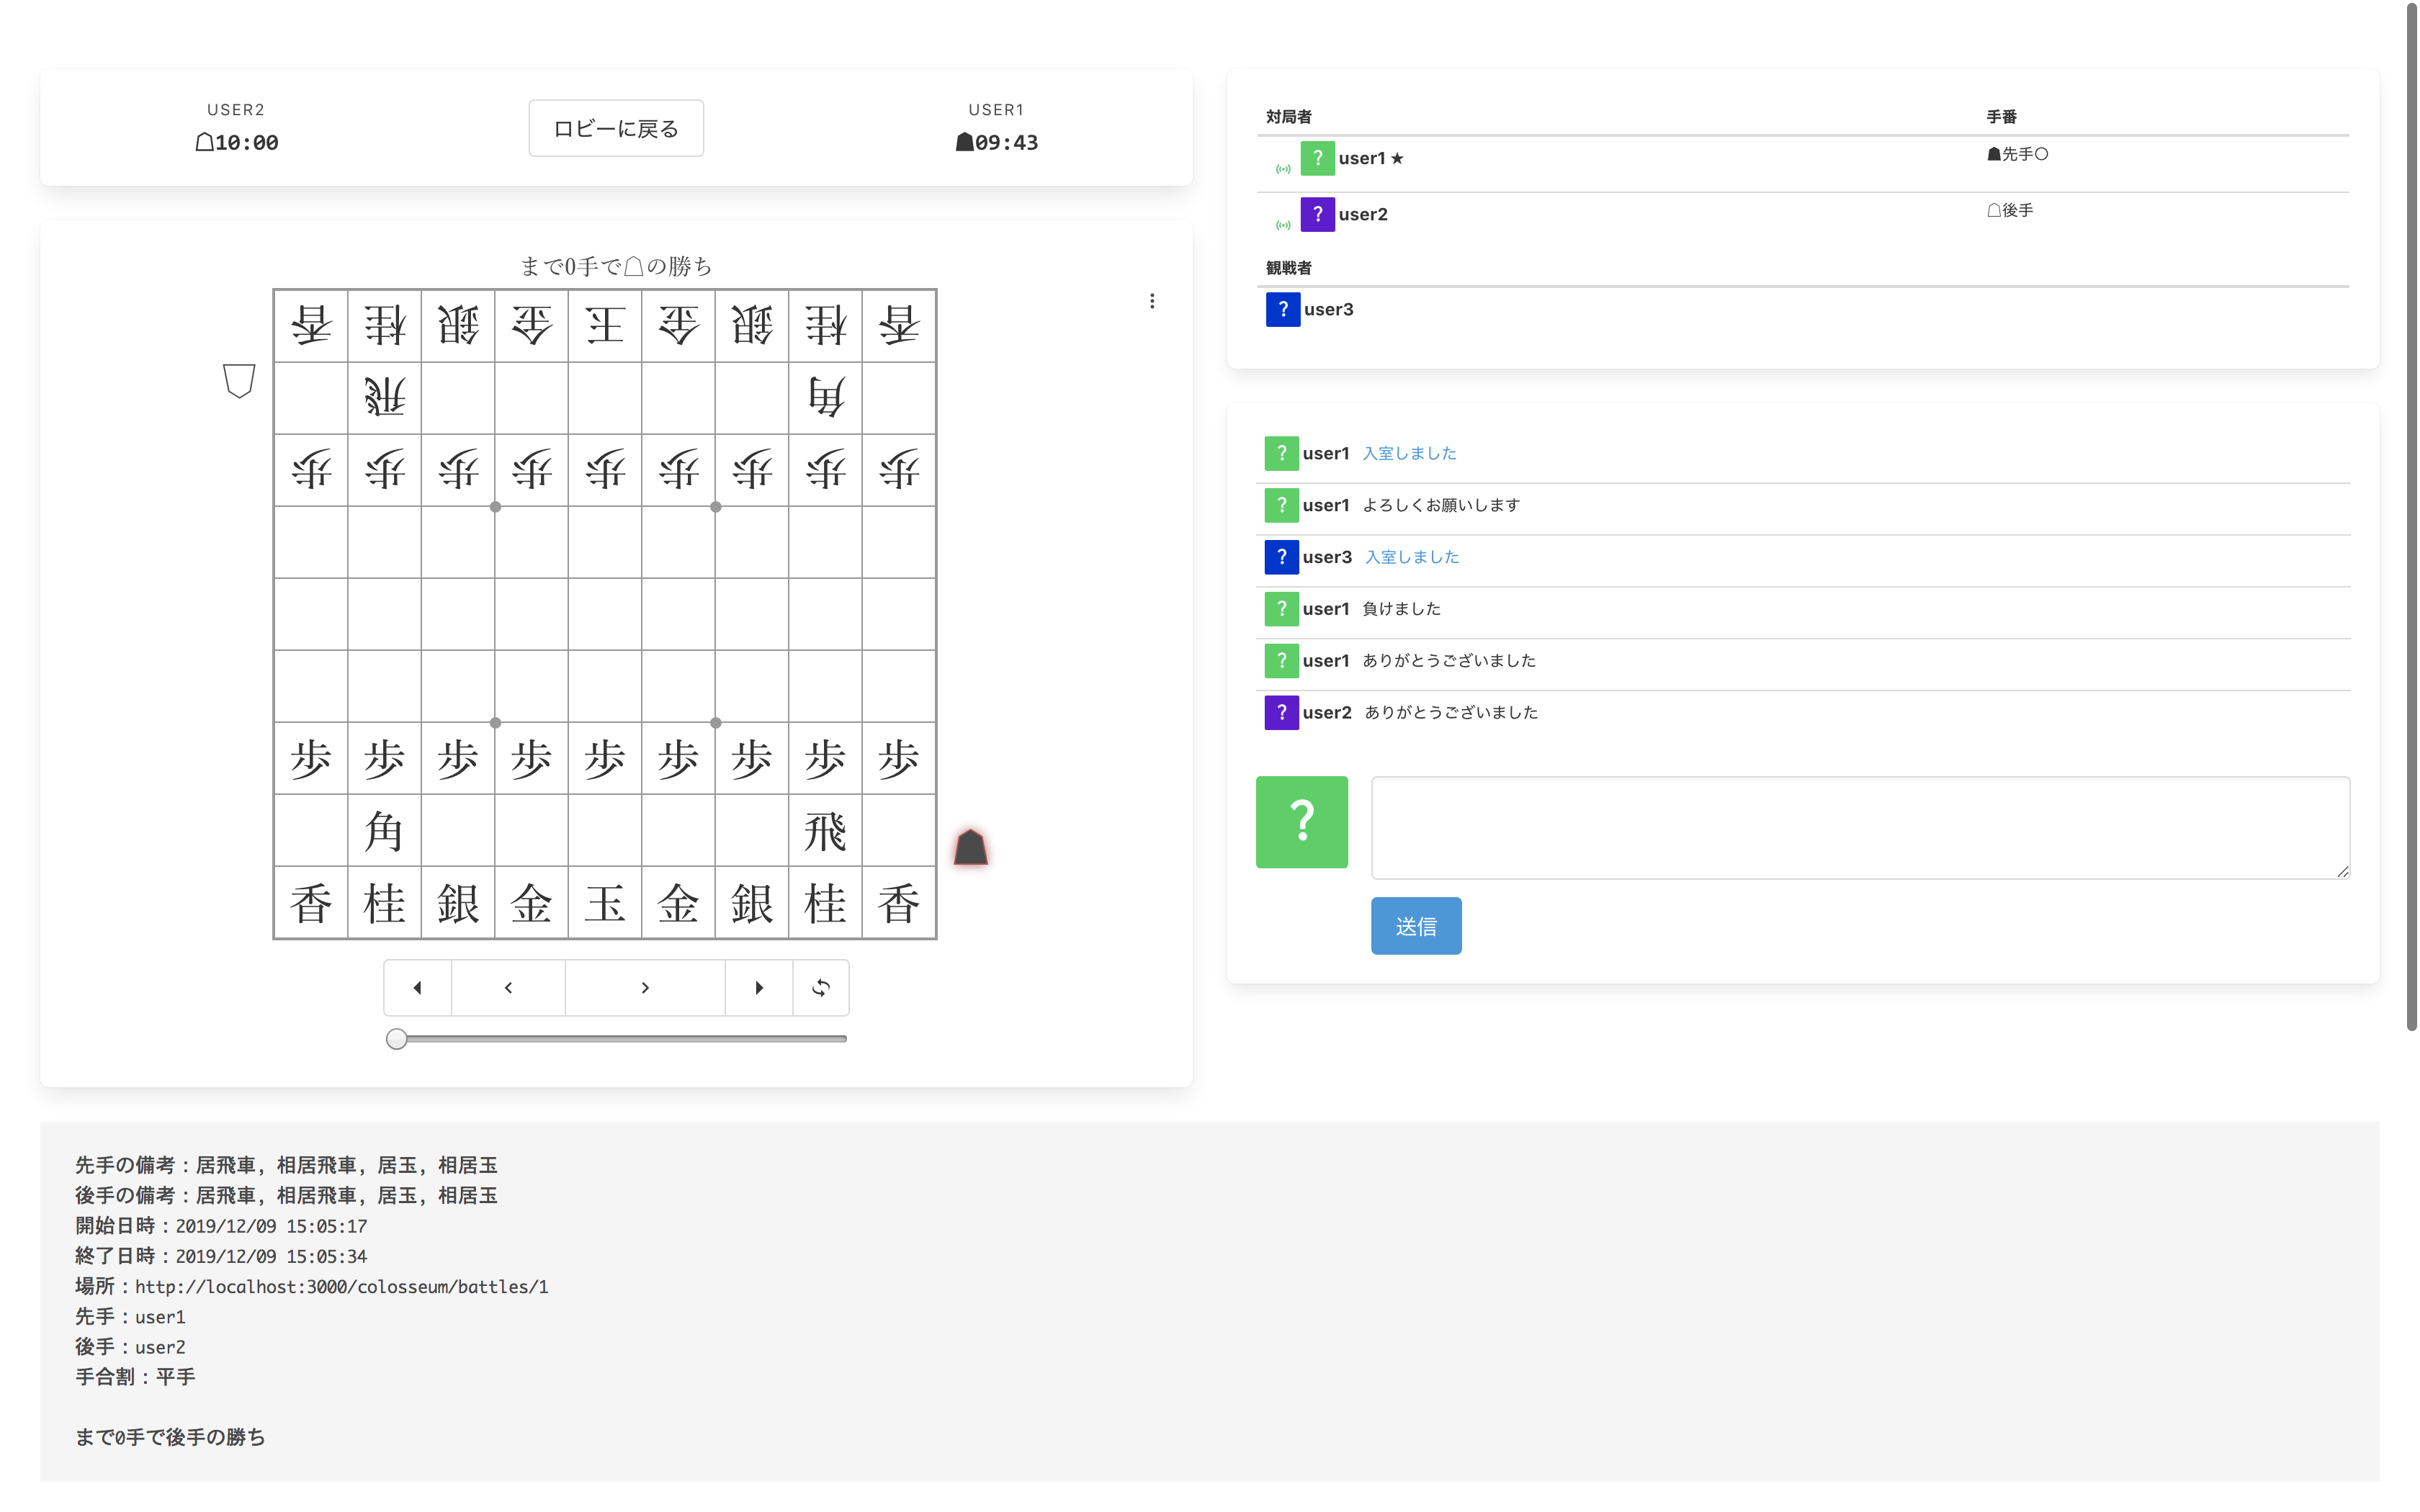 USER2
☖10:00
ロビーに戻る
USER1
☗09:43
まで0手で☖の勝ち
香桂銀金王金銀桂香
飛角
歩歩歩歩歩歩歩歩歩
歩歩歩歩歩歩歩歩歩
角飛
香桂銀金玉金銀桂香
対局者 手番
? user1 ★ ☗先手○
? user2 ☖後手
観戦者
? user3
? user1 入室しました
? user1 よろしくお願いします
? user3 入室しました
? user1 負けました
? user1 ありがとうございました
? user2 ありがとうございました
?
送信
先手の備考：居飛車, 相居飛車, 居玉, 相居玉
後手の備考：居飛車, 相居飛車, 居玉, 相居玉
開始日時：2019/12/09 15:05:17
終了日時：2019/12/09 15:05:34
場所：http://localhost:3000/colosseum/battles/1
先手：user1
後手：user2
手合割：平手
まで0手で後手の勝ち